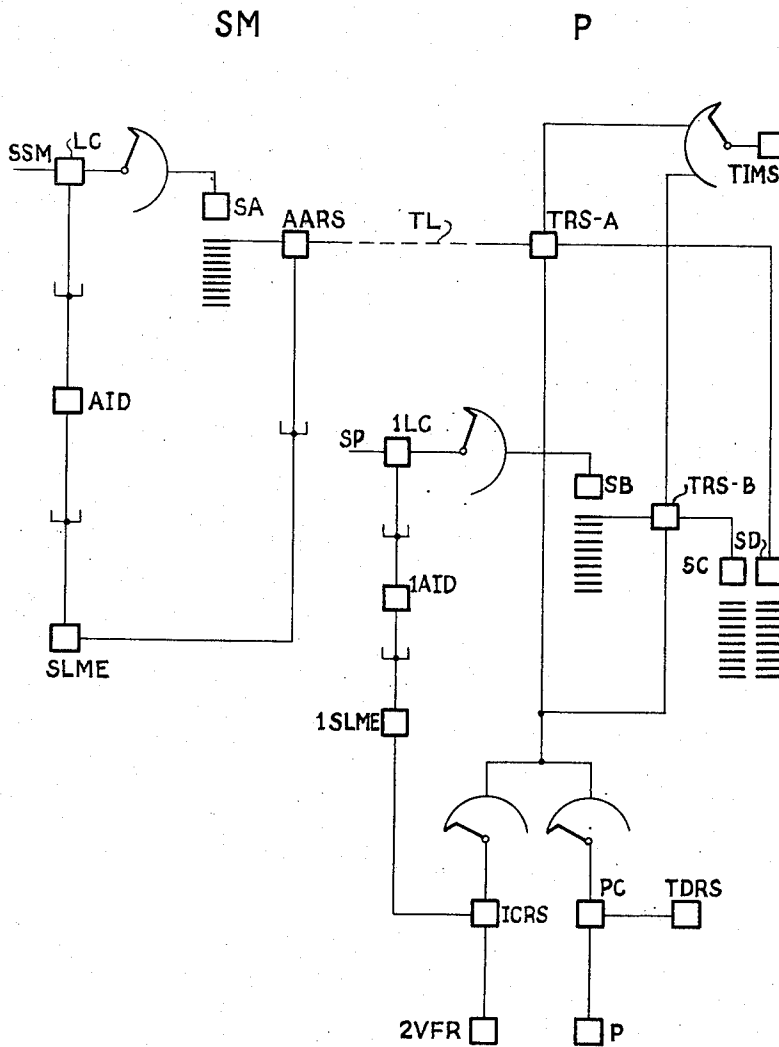 SM P
LC
SSM
TIMS
SA
AARS TL TRS-A
AID
1LC
SP
SB TRS-B
SD
SC
1AID
SLME
1SLME
PC TDRS
ICRS
2VFR P